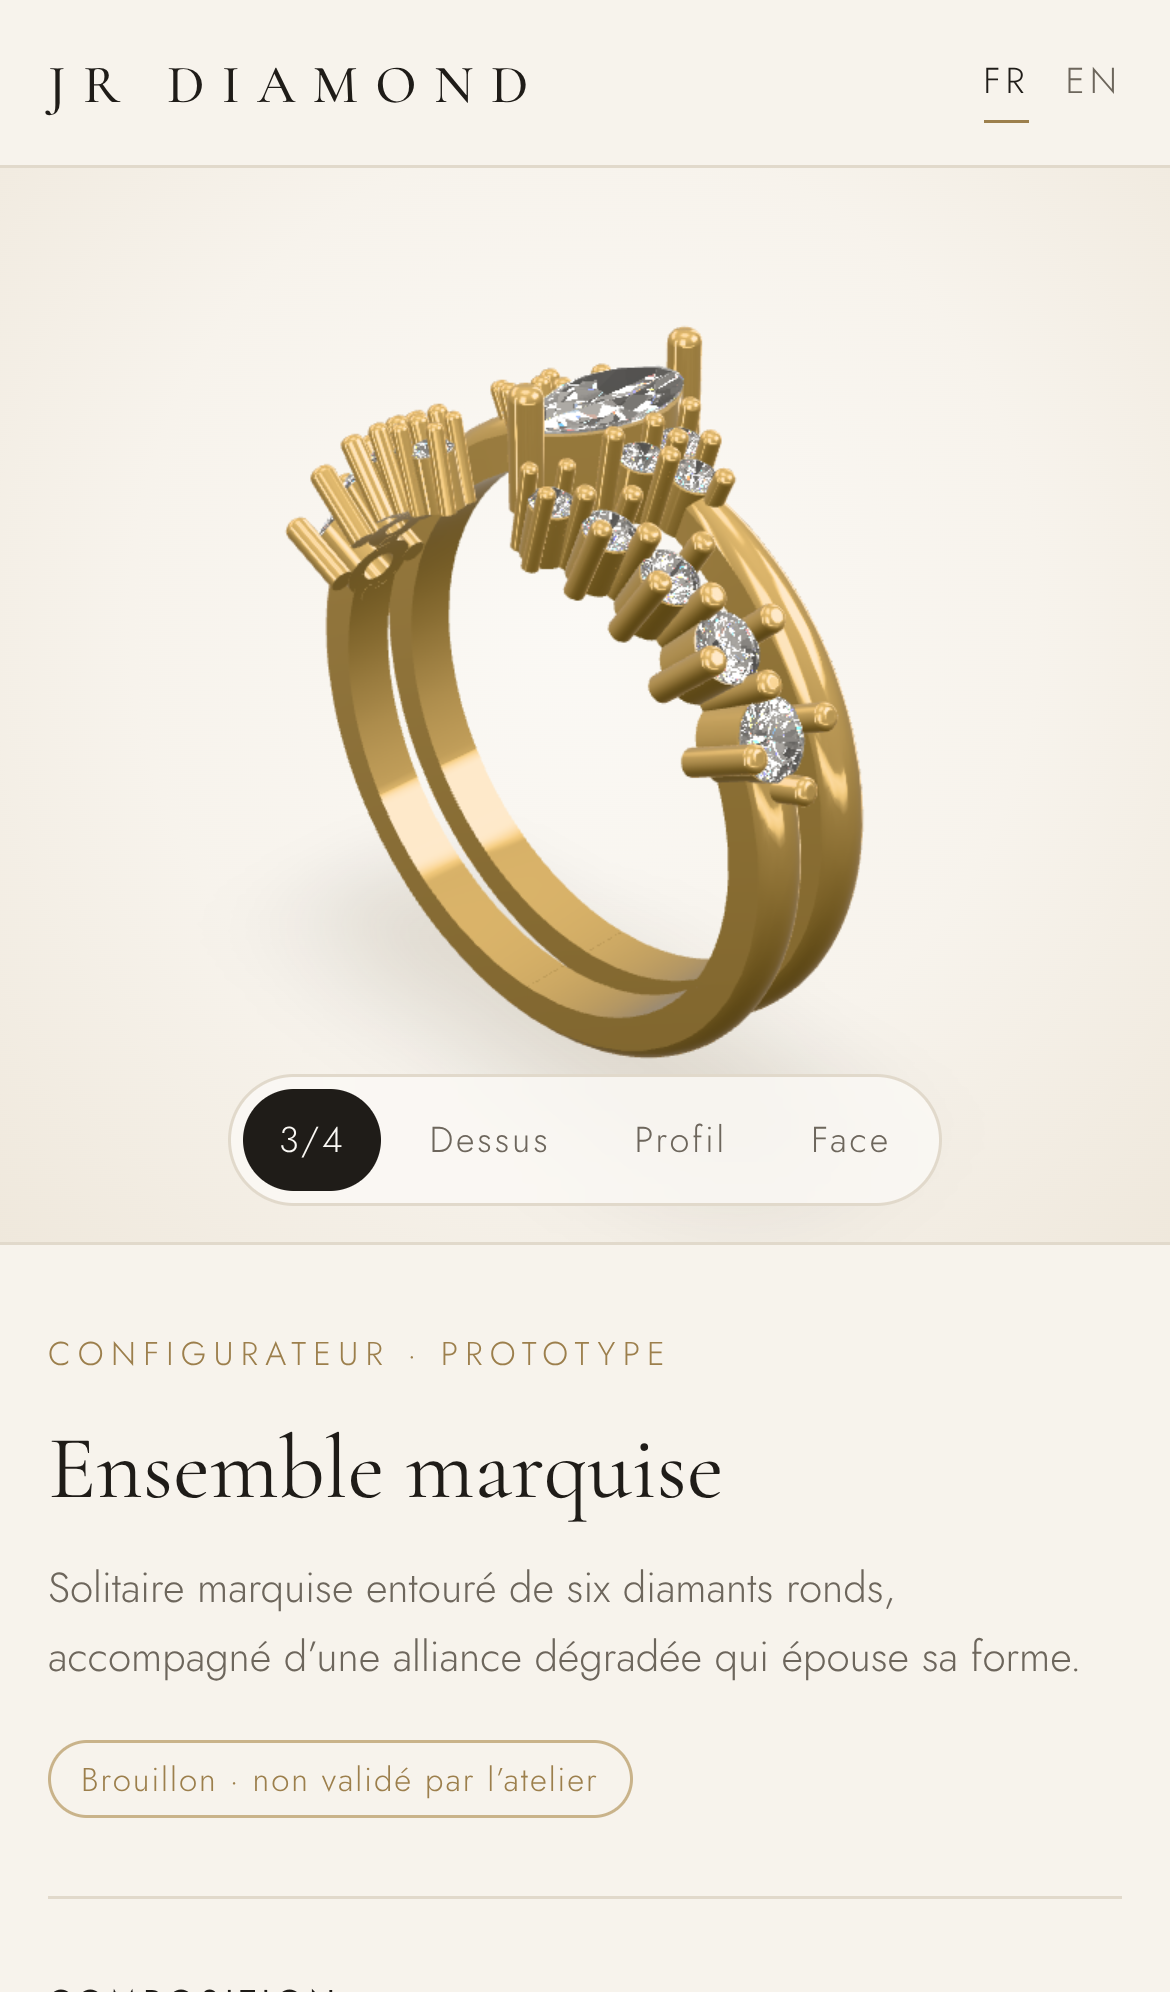 JR DIAMOND
FR EN
3/4 Dessus Profil Face
CONFIGURATEUR · PROTOTYPE
Ensemble marquise
Solitaire marquise entouré de six diamants ronds,
accompagné d’une alliance dégradée qui épouse sa forme.
Brouillon · non validé par l’atelier
COMPOSITION